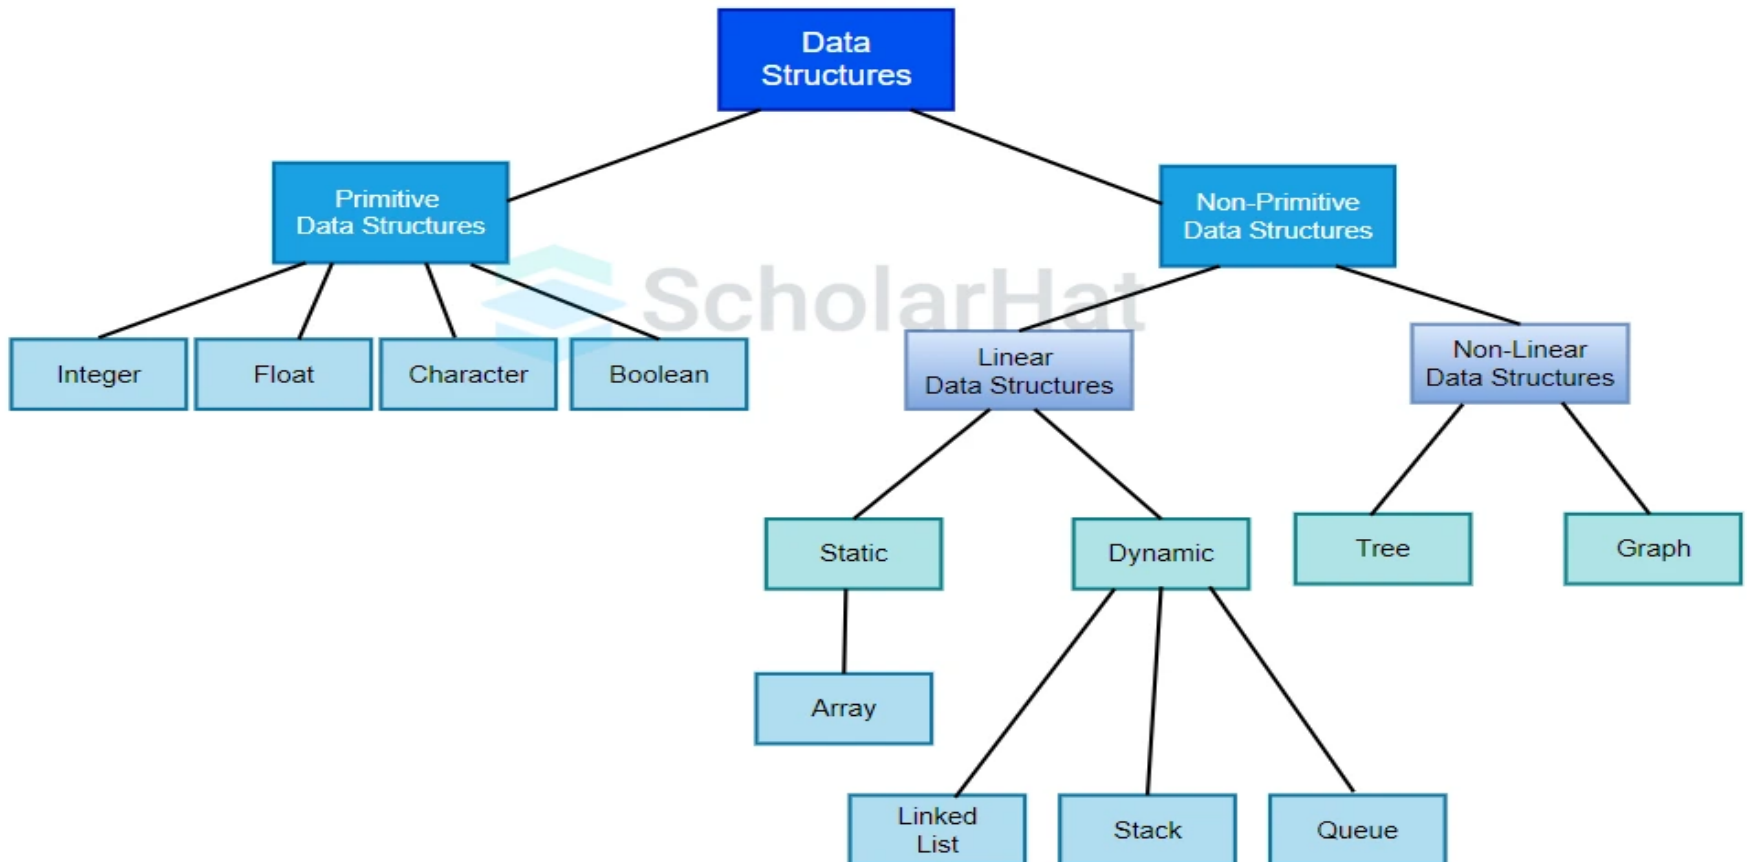 Data
Structures
Primitive
Data Structures
Non-Primitive
Data Structures
ScholarHat
Integer
Float
Character
Boolean
Linear
Data Structures
Non-Linear
Data Structures
Static
Dynamic
Tree
Graph
Array
Linked
List
Stack
Queue